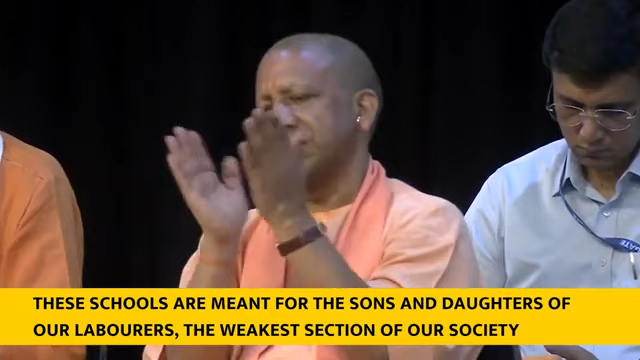 THESE SCHOOLS ARE MEANT FOR THE SONS AND DAUGHTERS OF
OUR LABOURERS, THE WEAKEST SECTION OF OUR SOCIETY